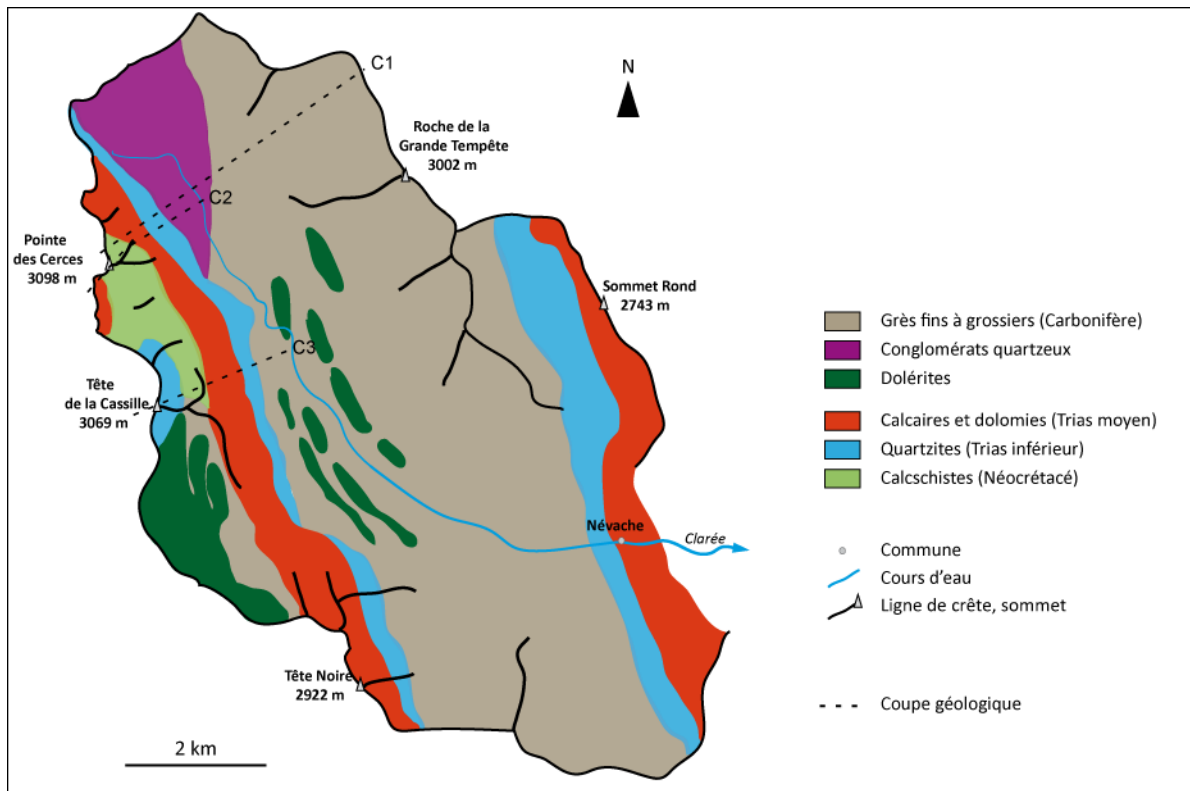 C1
N
Roche de la
Grande Tempête
3002 m
C2
Pointe
des Cerces
3098 m
Sommet Rond
2743 m
C3
Tête
de la Cassille
3069 m
Névache
Clarée
Tête Noire
2922 m
2 km
Grès fins à grossiers (Carbonifère)
Conglomérats quartzeux
Dolérites
Calcaires et dolomies (Trias moyen)
Quartzites (Trias inférieur)
Calcschistes (Néocrétacé)
Commune
Cours d'eau
Ligne de crête, sommet
Coupe géologique